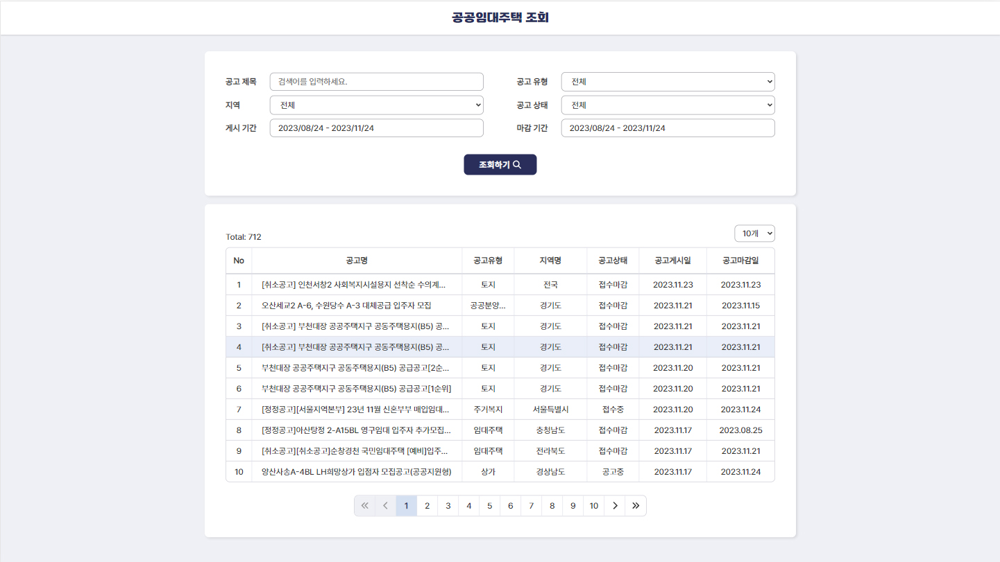 공공임대주택 조회
공고 제목 검색어를 입력하세요. 공고 유형 전체
지역 전체 공고 상태 전체
게시 기간 2023/08/24 - 2023/11/24 마감 기간 2023/08/24 - 2023/11/24
조회하기
Total: 712 10개
No 공고명 공고유형 지역명 공고상태 공고게시일 공고마감일
1 [취소공고] 인천서창2 사회복지시설용지 선착순 수의계... 토지 전국 접수마감 2023.11.23 2023.11.23
2 오산세교2 A-6, 수원당수 A-3 대체공급 입주자 모집 공공분양... 경기도 접수마감 2023.11.21 2023.11.15
3 [취소공고] 부천대장 공공주택지구 공동주택용지(B5) 공... 토지 경기도 접수마감 2023.11.21 2023.11.21
4 [취소공고] 부천대장 공공주택지구 공동주택용지(B5) 공... 토지 경기도 접수마감 2023.11.21 2023.11.21
5 부천대장 공공주택지구 공동주택용지(B5) 공급공고[2순... 토지 경기도 접수마감 2023.11.20 2023.11.21
6 부천대장 공공주택지구 공동주택용지(B5) 공급공고[1순위] 토지 경기도 접수마감 2023.11.20 2023.11.21
7 [정정공고][서울지역본부] 23년 11월 신혼부부 매입임대... 주거복지 서울특별시 접수중 2023.11.20 2023.11.24
8 [정정공고]아산탕정 2-A15BL 영구임대 입주자 추가모집... 임대주택 충청남도 접수마감 2023.11.17 2023.08.25
9 [취소공고][취소공고]순창경천 국민임대주택 [예비]입주... 임대주택 전라북도 접수마감 2023.11.17 2023.11.21
10 양산사송A-4BL LH희망상가 입점자 모집공고(공공지원형) 상가 경상남도 공고중 2023.11.17 2023.11.24
1 2 3 4 5 6 7 8 9 10